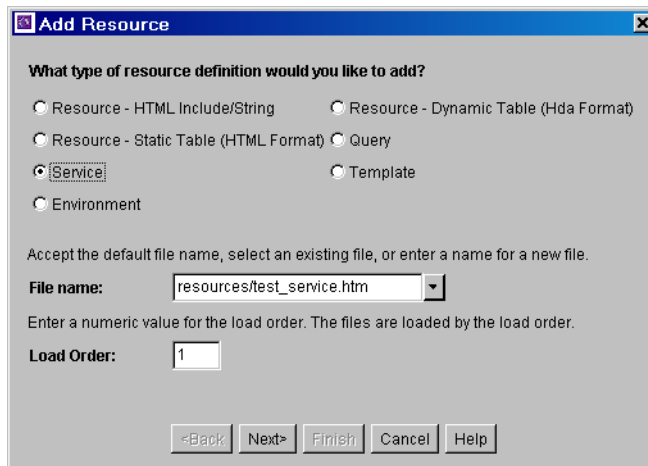 Add Resource
What type of resource definition would you like to add?
Resource - HTML Include/String Resource - Dynamic Table (Hda Format)
Resource - Static Table (HTML Format) Query
Service Template
Environment
Accept the default file name, select an existing file, or enter a name for a new file.
File name: resources/test_service.htm
Enter a numeric value for the load order. The files are loaded by the load order.
Load Order: 1
<Back Next> Finish Cancel Help